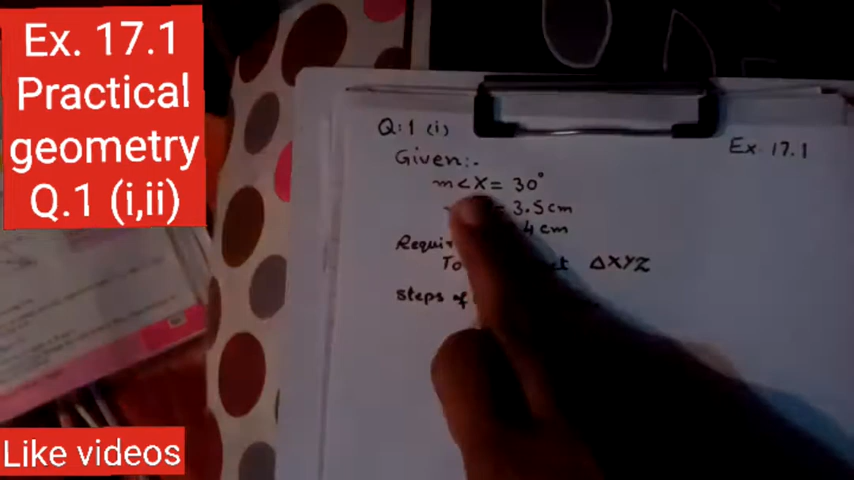 Ex. 17.1
Practical
geometry
Q.1 (i,ii)
Like videos
Q:1 (i)
Ex. 17.1
Given:-
m<X = 30°
= 3.5cm
4cm
To ΔXYZ
steps of